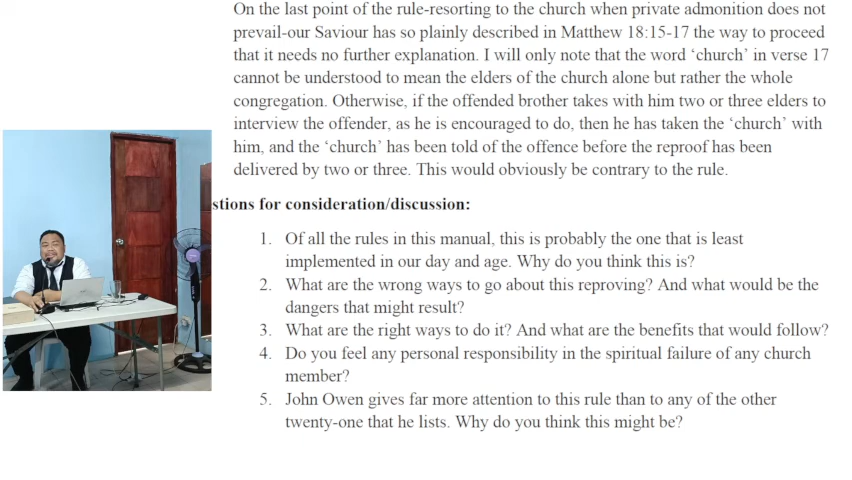 On the last point of the rule-resorting to the church when private admonition does not
prevail-our Saviour has so plainly described in Matthew 18:15-17 the way to proceed
that it needs no further explanation. I will only note that the word ‘church’ in verse 17
cannot be understood to mean the elders of the church alone but rather the whole
congregation. Otherwise, if the offended brother takes with him two or three elders to
interview the offender, as he is encouraged to do, then he has taken the ‘church’ with
him, and the ‘church’ has been told of the offence before the reproof has been
delivered by two or three. This would obviously be contrary to the rule.
stions for consideration/discussion:
1. Of all the rules in this manual, this is probably the one that is least
implemented in our day and age. Why do you think this is?
2. What are the wrong ways to go about this reproving? And what would be the
dangers that might result?
3. What are the right ways to do it? And what are the benefits that would follow?
4. Do you feel any personal responsibility in the spiritual failure of any church
member?
5. John Owen gives far more attention to this rule than to any of the other
twenty-one that he lists. Why do you think this might be?